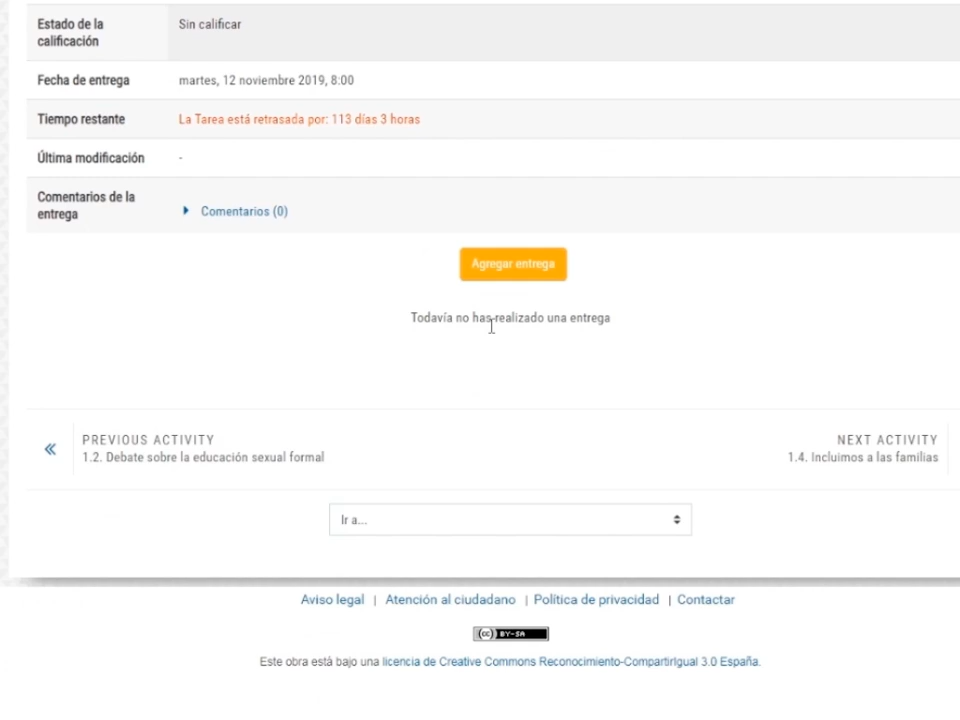 Estado de la
calificación
Sin calificar
Fecha de entrega
martes, 12 noviembre 2019, 8:00
Tiempo restante
La Tarea está retrasada por: 113 días 3 horas
Última modificación
-
Comentarios de la
entrega
Comentarios (0)
Agregar entrega
Todavía no has realizado una entrega
PREVIOUS ACTIVITY
1.2. Debate sobre la educación sexual formal
NEXT ACTIVITY
1.4. Incluimos a las familias
Ir a...
Aviso legal | Atención al ciudadano | Política de privacidad | Contactar
(cc) BY-SA
Este obra está bajo una licencia de Creative Commons Reconocimiento-CompartirIgual 3.0 España.